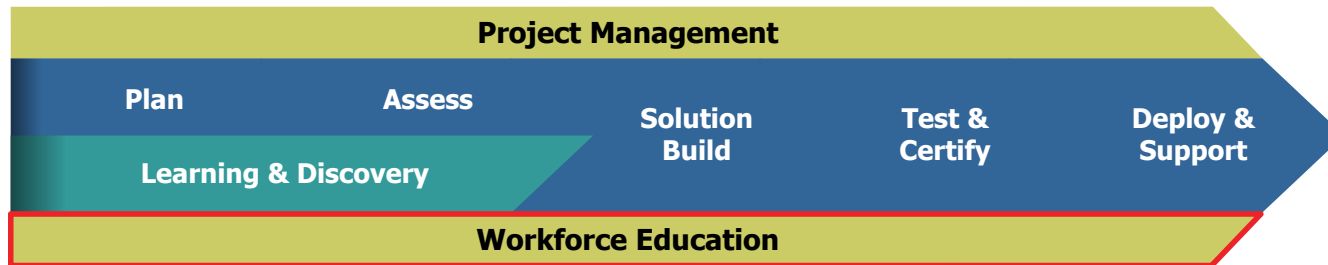 Project Management
Plan
Assess
Solution
Build
Test &
Certify
Deploy &
Support
Learning & Discovery
Workforce Education